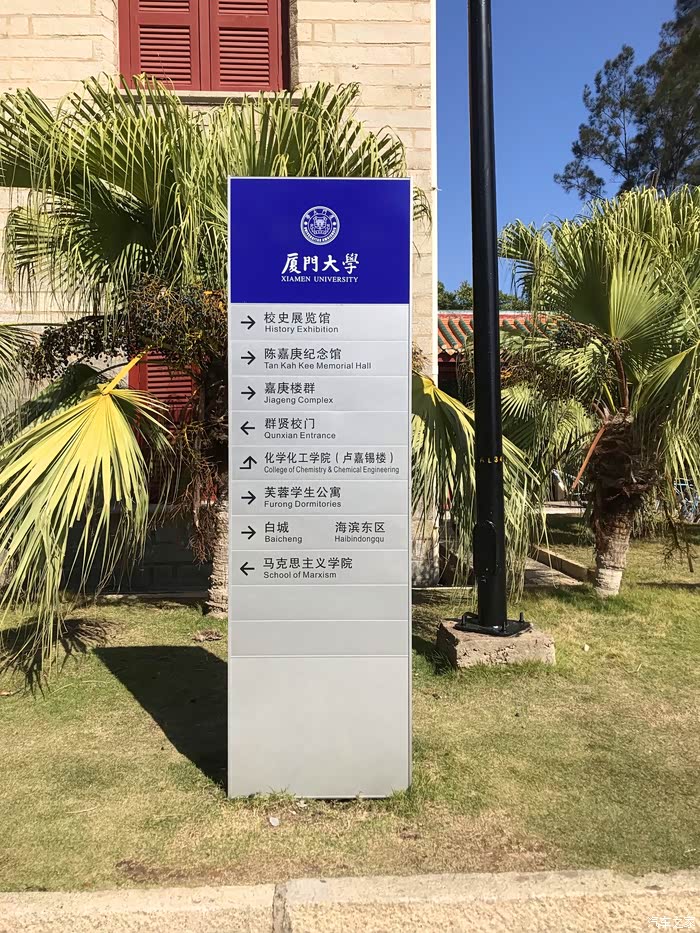 厦門大學
XIAMEN UNIVERSITY
校史展览馆
History Exhibition
陈嘉庚纪念馆
Tan Kah Kee Memorial Hall
嘉庚楼群
Jiageng Complex
群贤校门
Qunxian Entrance
化学化工学院（卢嘉锡楼）
College of Chemistry & Chemical Engineering
芙蓉学生公寓
Furong Dormitories
白城 海滨东区
Baicheng Haibindongqu
马克思主义学院
School of Marxism
汽车之家